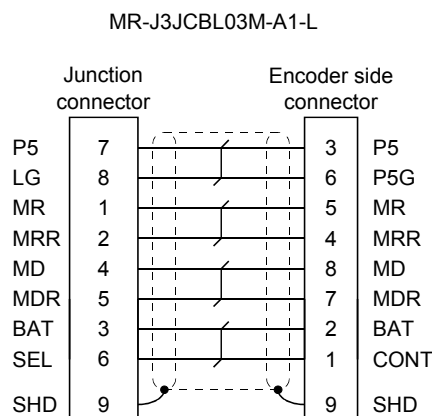 MR-J3JCBL03M-A1-L
Junction connector
Encoder side connector
P5 7 3 P5
LG 8 6 P5G
MR 1 5 MR
MRR 2 4 MRR
MD 4 8 MD
MDR 5 7 MDR
BAT 3 2 BAT
SEL 6 1 CONT
SHD 9 9 SHD